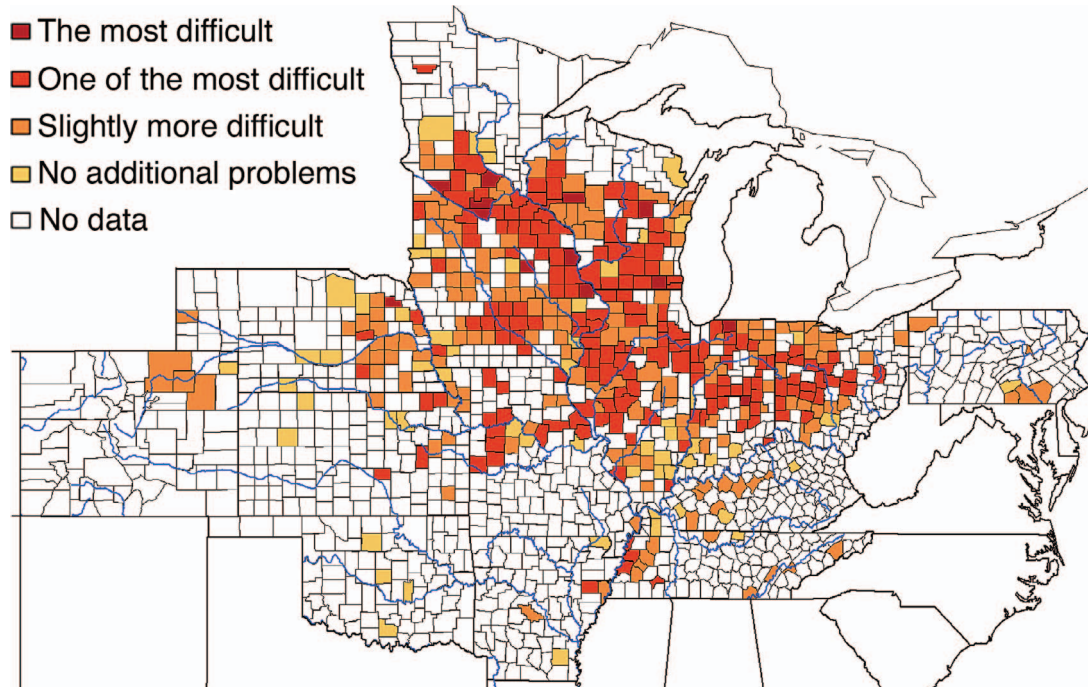 The most difficult
One of the most difficult
Slightly more difficult
No additional problems
No data